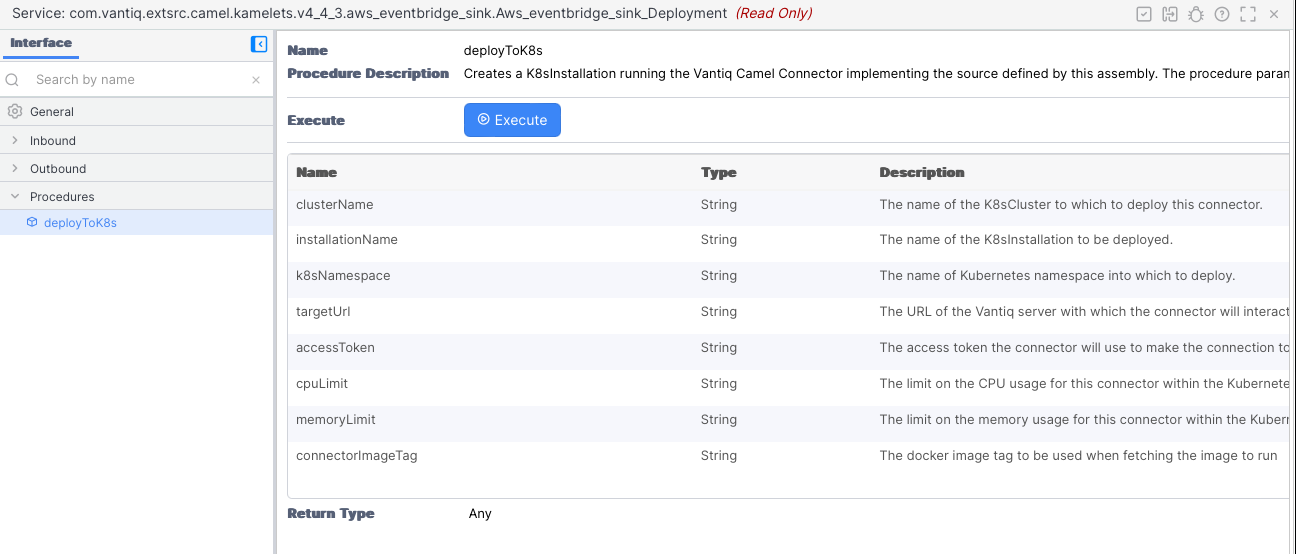 Service: com.vantiq.extsrc.camel.kamelets.v4_4_3.aws_eventbridge_sink.Aws_eventbridge_sink_Deployment (Read Only)
Interface
Search by name
General
Inbound
Outbound
Procedures
deployToK8s
Name deployToK8s
Procedure Description Creates a K8sInstallation running the Vantiq Camel Connector implementing the source defined by this assembly. The procedure param
Execute Execute
Name Type Description
clusterName String The name of the K8sCluster to which to deploy this connector.
installationName String The name of the K8sInstallation to be deployed.
k8sNamespace String The name of Kubernetes namespace into which to deploy.
targetUrl String The URL of the Vantiq server with which the connector will interact
accessToken String The access token the connector will use to make the connection to
cpuLimit String The limit on the CPU usage for this connector within the Kubernete
memoryLimit String The limit on the memory usage for this connector within the Kuber
connectorImageTag String The docker image tag to be used when fetching the image to run
Return Type Any